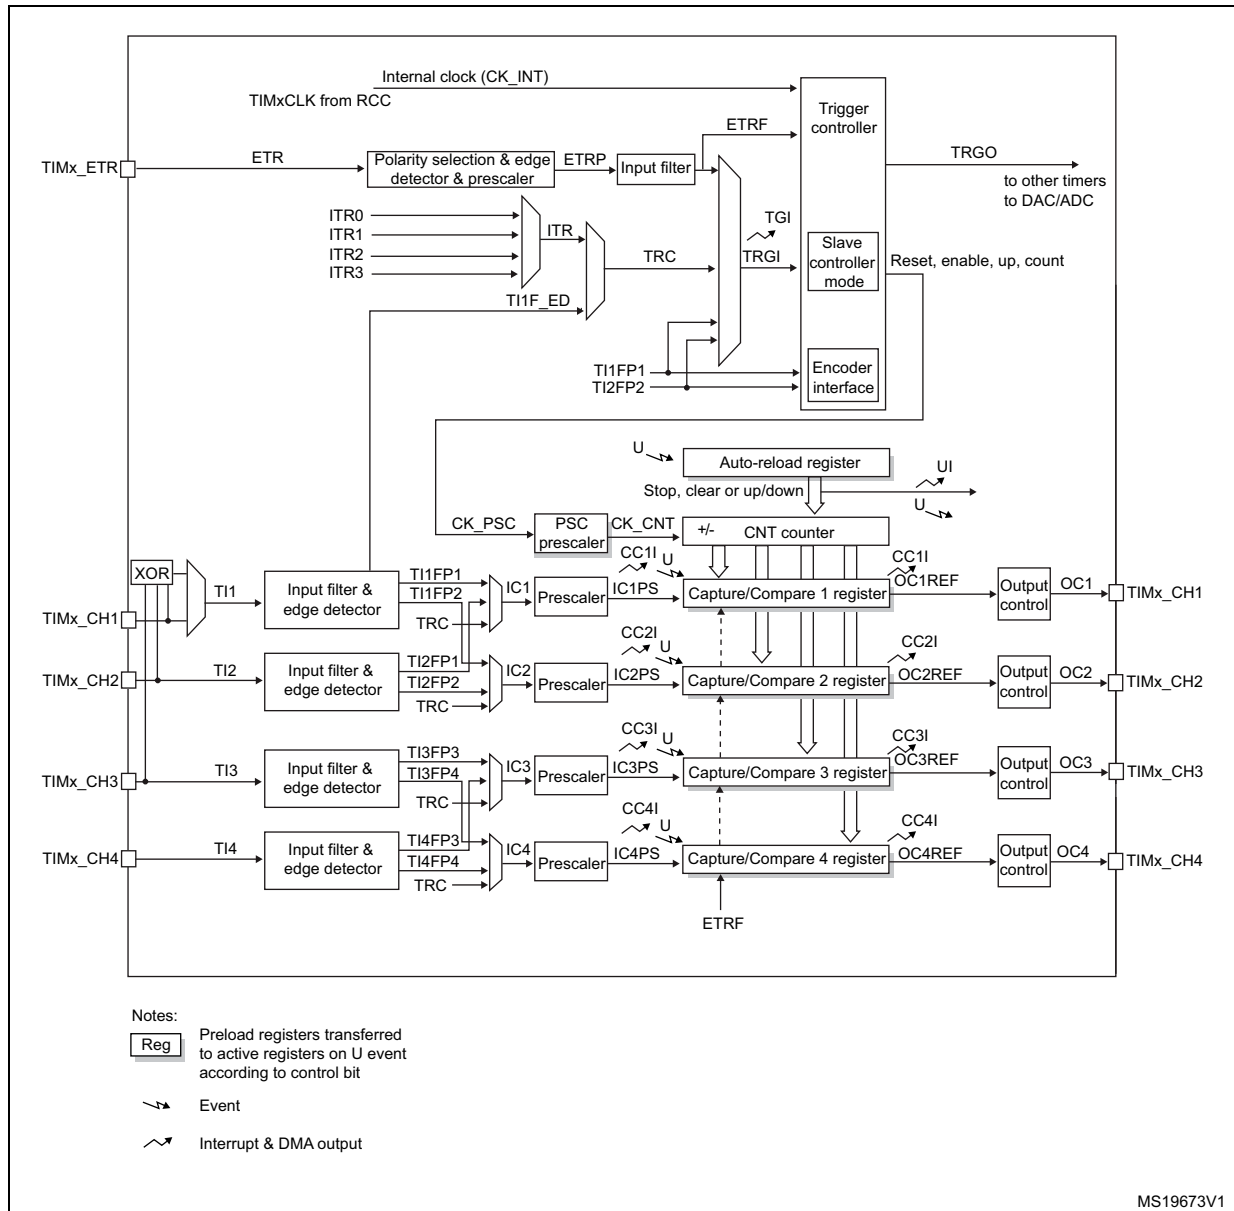 Internal clock (CK_INT)
TIMxCLK from RCC
Trigger
controller
ETRF
TIMx_ETR
ETR
Polarity selection & edge
detector & prescaler
ETRP
Input filter
TRGO
to other timers
to DAC/ADC
ITR0
ITR1
ITR2
ITR3
ITR
TRC
TGI
TRGI
Slave
controller
mode
Reset, enable, up, count
TI1F_ED
TI1FP1
TI2FP2
Encoder
interface
U
Auto-reload register
UI
Stop, clear or up/down
U
CK_PSC
PSC
prescaler
CK_CNT
+/-
CNT counter
XOR
TI1
Input filter &
edge detector
TI1FP1
TI1FP2
TRC
IC1
Prescaler
IC1PS
CC1I
U
Capture/Compare 1 register
CC1I
OC1REF
Output
control
OC1
TIMx_CH1
TIMx_CH1
TIMx_CH2
TI2
Input filter &
edge detector
TI2FP1
TI2FP2
TRC
IC2
Prescaler
IC2PS
CC2I
U
Capture/Compare 2 register
CC2I
OC2REF
Output
control
OC2
TIMx_CH2
TIMx_CH3
TI3
Input filter &
edge detector
TI3FP3
TI3FP4
TRC
IC3
Prescaler
IC3PS
CC3I
U
Capture/Compare 3 register
CC3I
OC3REF
Output
control
OC3
TIMx_CH3
TIMx_CH4
TI4
Input filter &
edge detector
TI4FP3
TI4FP4
TRC
IC4
Prescaler
IC4PS
CC4I
U
Capture/Compare 4 register
CC4I
OC4REF
Output
control
OC4
TIMx_CH4
ETRF
Notes:
Reg
Preload registers transferred
to active registers on U event
according to control bit
Event
Interrupt & DMA output
MS19673V1